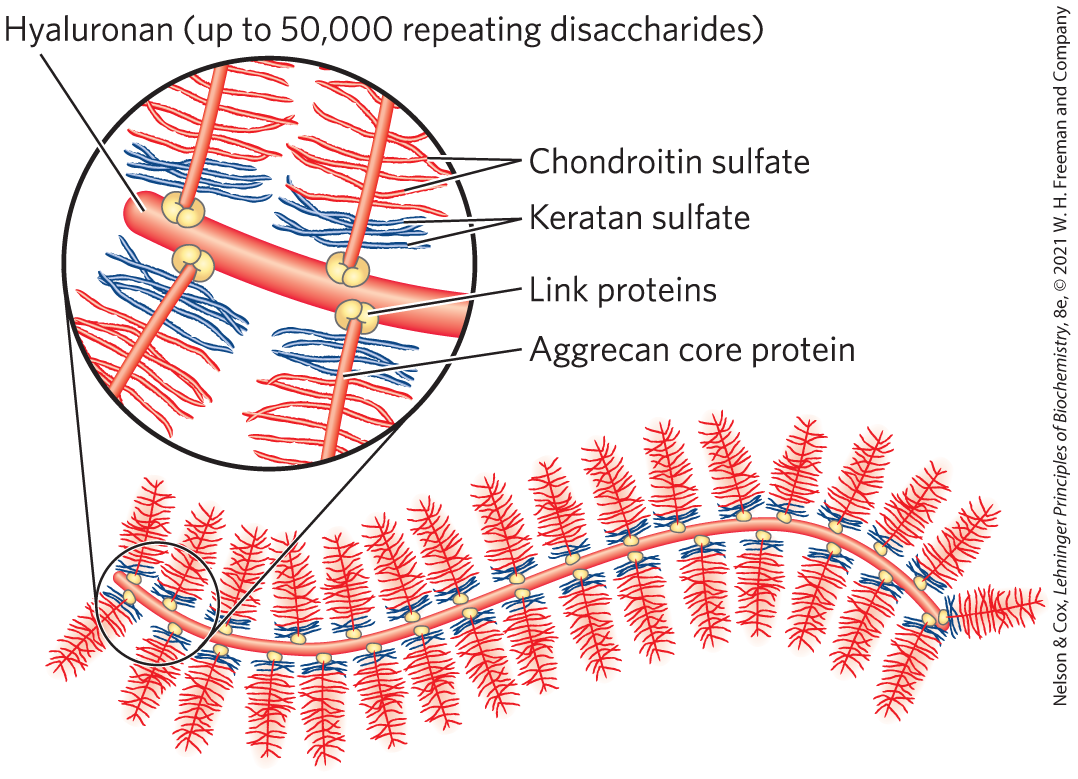 Hyaluronan (up to 50,000 repeating disaccharides)
Chondroitin sulfate
Keratan sulfate
Link proteins
Aggrecan core protein
Nelson & Cox, Lehninger Principles of Biochemistry, 8e, © 2021 W. H. Freeman and Company